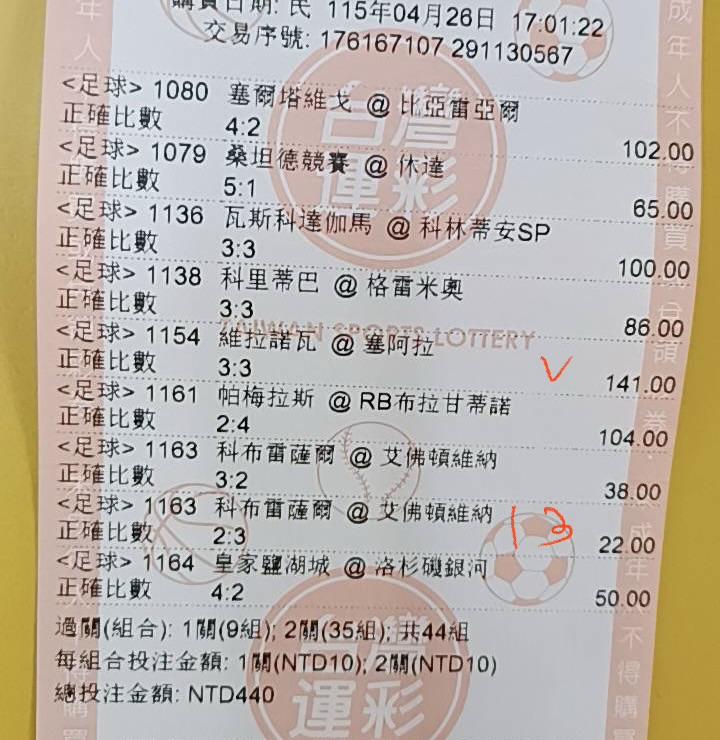 購買日期: 民 115年04月26日 17:01:22
交易序號: 176167107 291130567
<足球> 1080 塞爾塔維戈 @ 比亞雷亞爾
正確比數 4:2 102.00
<足球> 1079 桑坦德競賽 @ 休達
正確比數 5:1 65.00
<足球> 1136 瓦斯科達伽馬 @ 科林蒂安SP
正確比數 3:3 100.00
<足球> 1138 科里蒂巴 @ 格雷米奧
正確比數 3:3 86.00
TAIWAN SPORTS LOTTERY
<足球> 1154 維拉諾瓦 @ 塞阿拉
正確比數 3:3 V 141.00
<足球> 1161 帕梅拉斯 @ RB布拉甘蒂諾
正確比數 2:4 104.00
<足球> 1163 科布雷薩爾 @ 艾佛頓維納
正確比數 3:2 38.00
<足球> 1163 科布雷薩爾 @ 艾佛頓維納 13
正確比數 2:3 22.00
<足球> 1164 皇家鹽湖城 @ 洛杉磯銀河
正確比數 4:2 50.00
過關(組合): 1關(9組); 2關(35組); 共44組
每組合投注金額: 1關(NTD10); 2關(NTD10)
總投注金額: NTD440
台灣
運彩
台灣
運彩